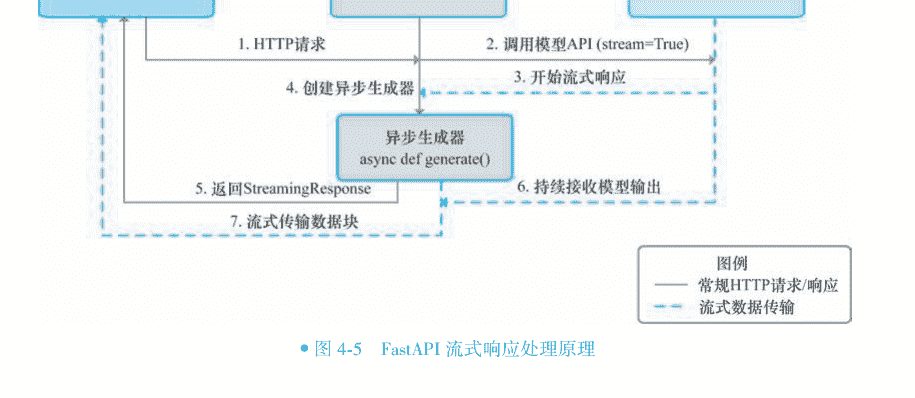 1. HTTP请求
2. 调用模型API (stream=True)
3. 开始流式响应
4. 创建异步生成器
异步生成器
async def generate()
5. 返回StreamingResponse
6. 持续接收模型输出
7. 流式传输数据块
图例
常规HTTP请求/响应
流式数据传输
图 4-5 FastAPI 流式响应处理原理